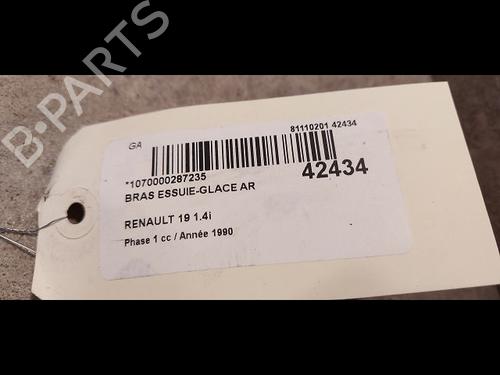 B-PARTS
GA
81110201 42434
*1070000287235
42434
BRAS ESSUIE-GLACE AR
RENAULT 19 1.4i
Phase 1 cc / Année 1990